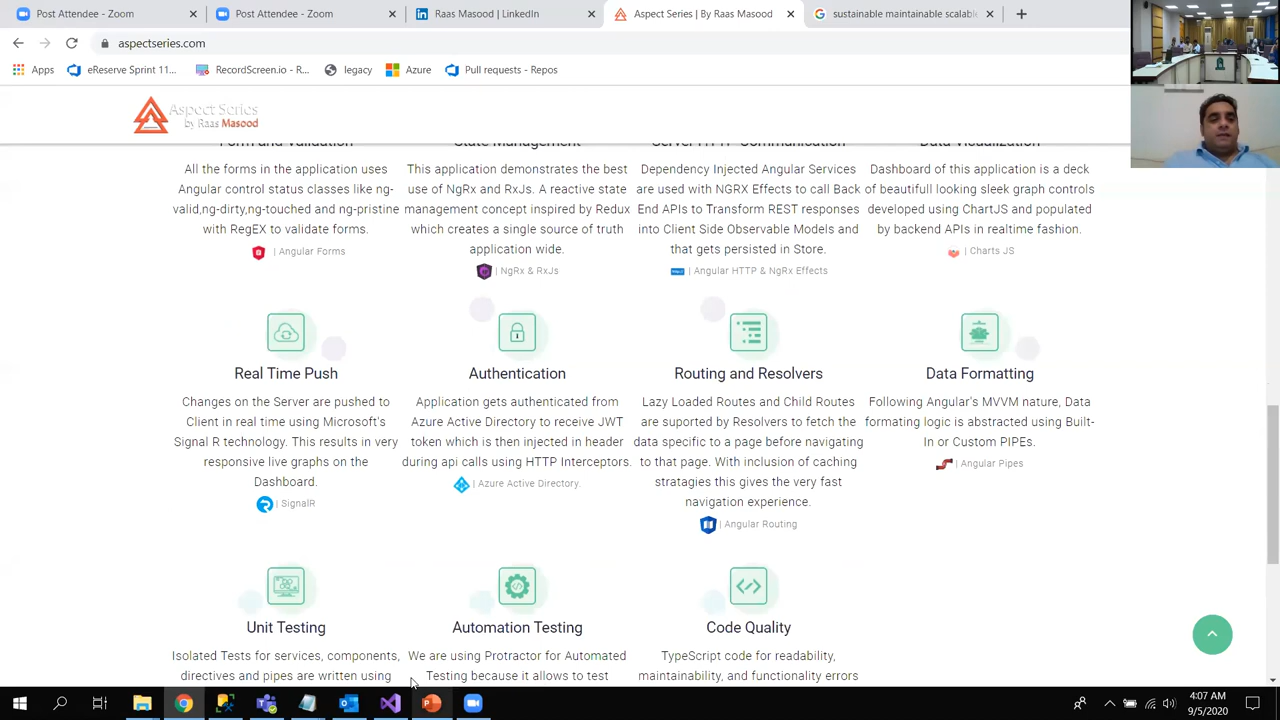 Post Attendee - Zoom
Post Attendee - Zoom
Raas Masood | LinkedIn
Aspect Series | By Raas Masood
sustainable maintainable scalabl
aspectseries.com
Apps
eReserve Sprint 11...
RecordScreen.io - R...
legacy
Azure
Pull requests - Repos
Aspect Series
by Raas Masood
Form and Validation
State Management
Server HTTP Communication
Data Visualization
All the forms in the application uses
Angular control status classes like ng-
valid,ng-dirty,ng-touched and ng-pristine
with RegEX to validate forms.
| Angular Forms
This application demonstrates the best
use of NgRx and RxJs. A reactive state
management concept inspired by Redux
which creates a single source of truth
application wide.
| NgRx & RxJs
Dependency Injected Angular Services
are used with NGRX Effects to call Back
End APIs to Transform REST responses
into Client Side Observable Models and
that gets persisted in Store.
| Angular HTTP & NgRx Effects
Dashboard of this application is a deck
of beautiful looking sleek graph controls
developed using ChartJS and populated
by backend APIs in realtime fashion.
| Charts JS
Real Time Push
Changes on the Server are pushed to
Client in real time using Microsoft's
Signal R technology. This results in very
responsive live graphs on the
Dashboard.
| SignalR
Authentication
Application gets authenticated from
Azure Active Directory to receive JWT
token which is then injected in header
during api calls using HTTP Interceptors.
| Azure Active Directory.
Routing and Resolvers
Lazy Loaded Routes and Child Routes
are supported by Resolvers to fetch the
data specific to a page before navigating
to that page. With inclusion of caching
stratagies this gives the very fast
navigation experience.
| Angular Routing
Data Formatting
Following Angular's MVVM nature, Data
formating logic is abstracted using Built-
In or Custom PIPEs.
| Angular Pipes
Unit Testing
Isolated Tests for services, components,
directives and pipes are written using
Automation Testing
We are using Protractor for Automated
Testing because it allows to test
Code Quality
TypeScript code for readability,
maintainability, and functionality errors
4:07 AM
9/5/2020